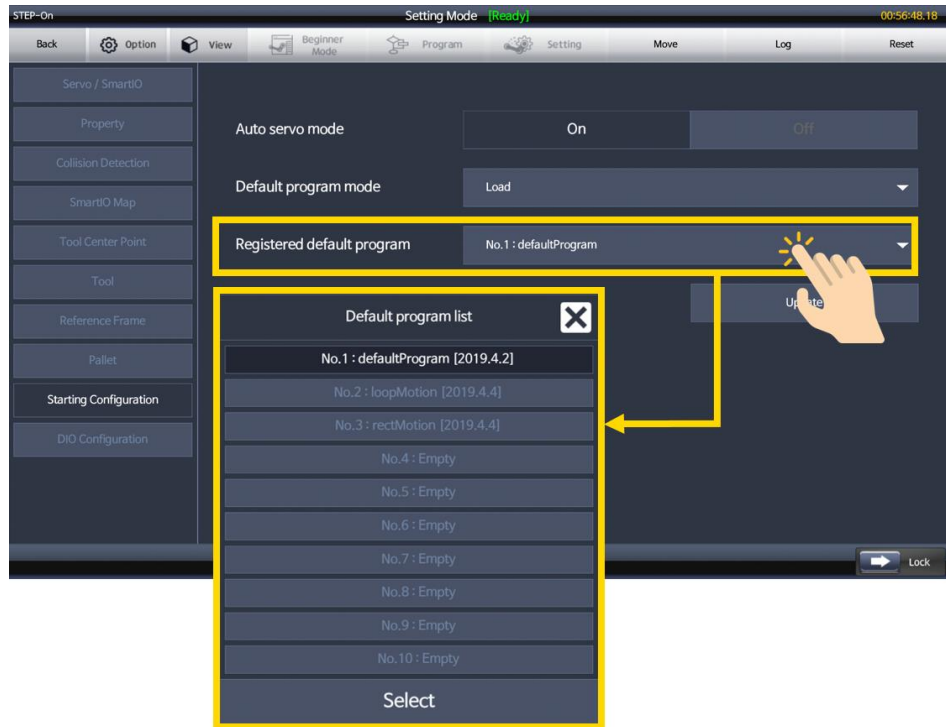 STEP-On
Setting Mode [Ready]
00:56:48.18
Back
Option
View
Beginner
Mode
Program
Setting
Move
Log
Reset
Servo / SmartIO
Property
Collision Detection
SmartIO Map
Tool Center Point
Tool
Reference Frame
Pallet
Starting Configuration
DIO Configuration
Auto servo mode
On
Off
Default program mode
Load
Registered default program
No.1 : defaultProgram
Update
Default program list
No.1 : defaultProgram [2019.4.2]
No.2 : loopMotion [2019.4.4]
No.3 : rectMotion [2019.4.4]
No.4 : Empty
No.5 : Empty
No.6 : Empty
No.7 : Empty
No.8 : Empty
No.9 : Empty
No.10 : Empty
Select
Lock